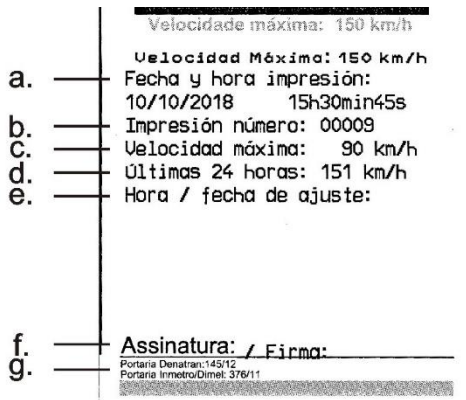 Velocidade máxima: 150 km/h
Velocidad Móxima: 150 km/h
a. Fecha y hora impresión:
10/10/2018 15h30min45s
b. Impresión número: 00009
c. Velocidad máxima: 90 km/h
d. Últimas 24 horas: 151 km/h
e. Hora / fecha de ajuste:
f. Assinatura: / Firma:
g. Portaria Denatran:145/12
Portaria Inmetro/Dimel: 376/11